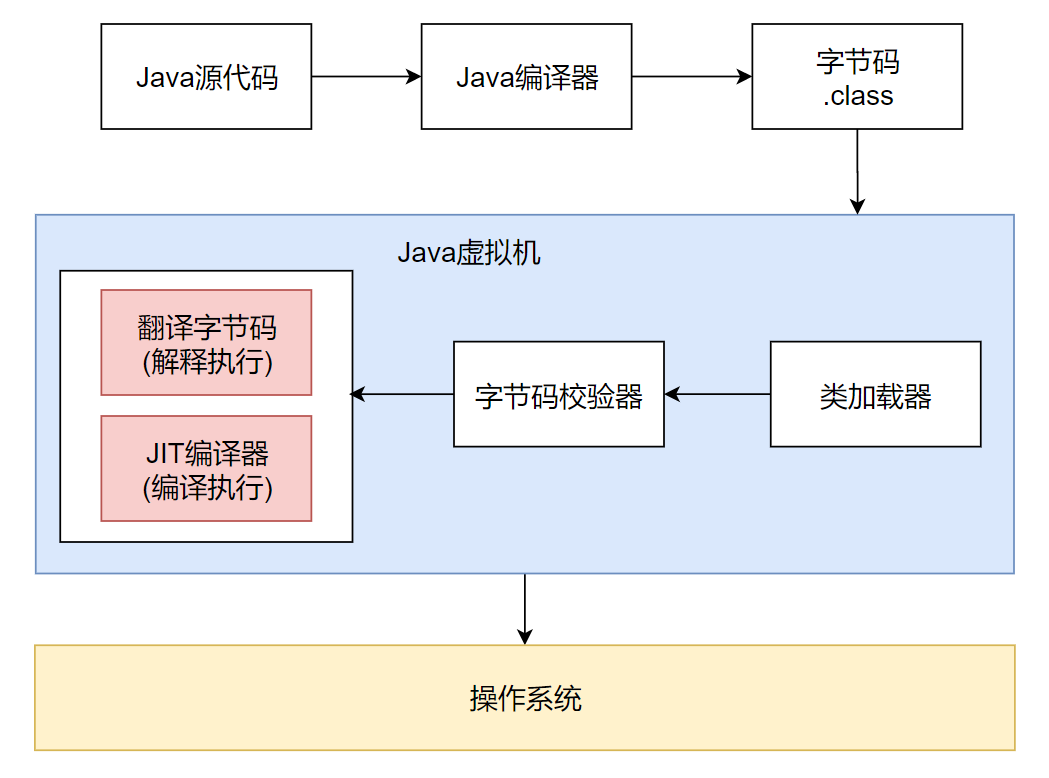 Java源代码
Java编译器
字节码
.class
Java虚拟机
翻译字节码
(解释执行)
JIT编译器
(编译执行)
字节码校验器
类加载器
操作系统